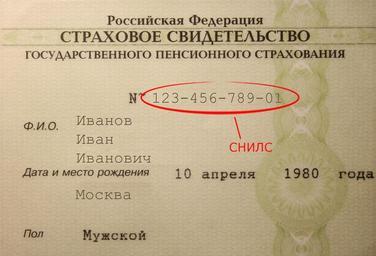 Российская Федерация
СТРАХОВОЕ СВИДЕТЕЛЬСТВО
ГОСУДАРСТВЕННОГО ПЕНСИОННОГО СТРАХОВАНИЯ
№ 123-456-789-01
СНИЛС
Ф.И.О. Иванов
Иван
Иванович
Дата и место рождения 10 апреля 1980 года
Москва
Пол Мужской